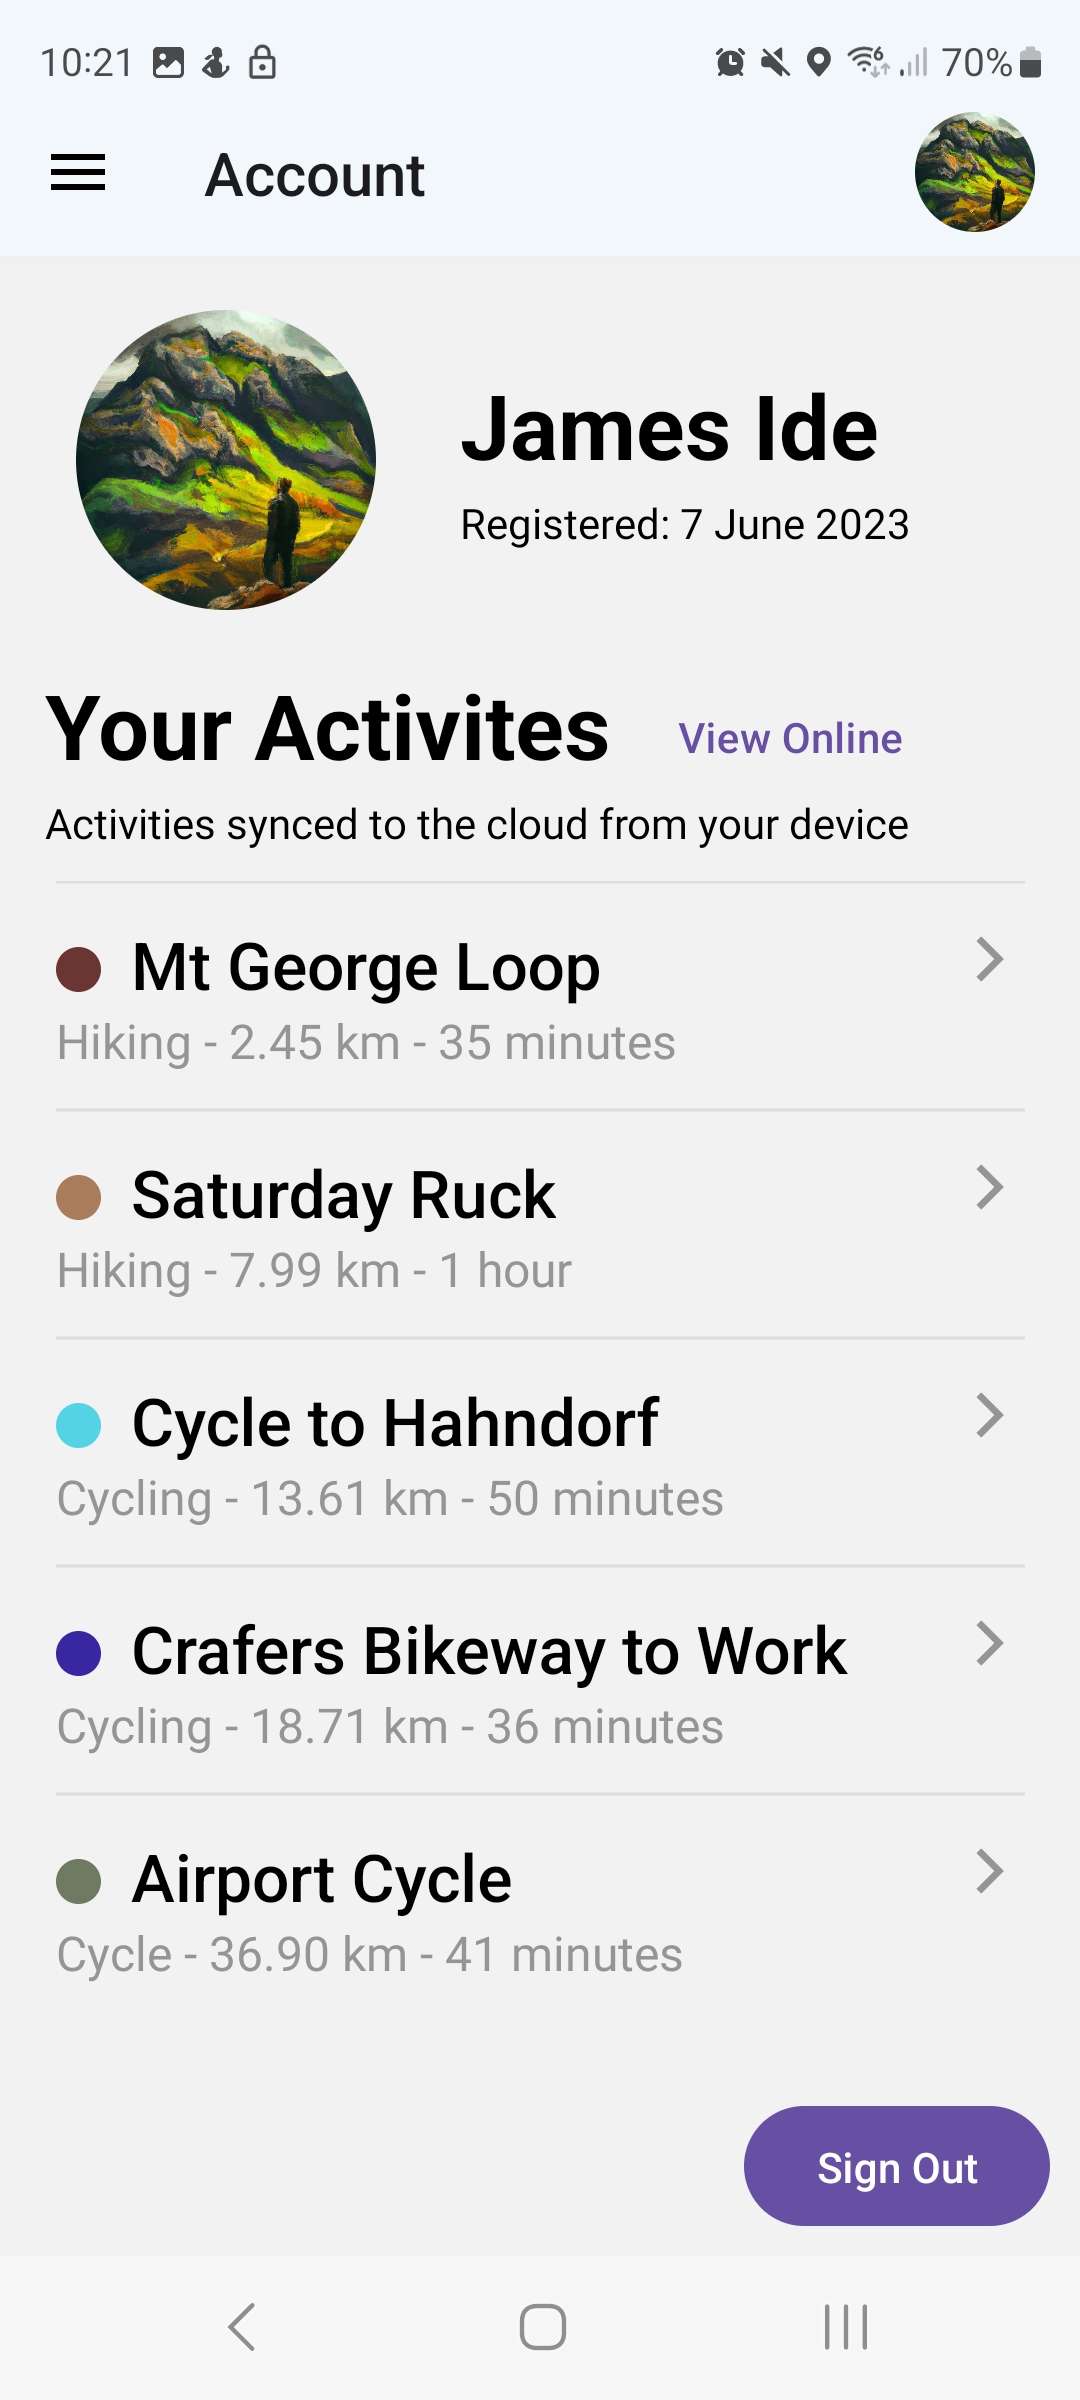 10:21 70%
Account
James Ide
Registered: 7 June 2023
Your Activites View Online
Activities synced to the cloud from your device
Mt George Loop
Hiking - 2.45 km - 35 minutes
Saturday Ruck
Hiking - 7.99 km - 1 hour
Cycle to Hahndorf
Cycling - 13.61 km - 50 minutes
Crafers Bikeway to Work
Cycling - 18.71 km - 36 minutes
Airport Cycle
Cycle - 36.90 km - 41 minutes
Sign Out